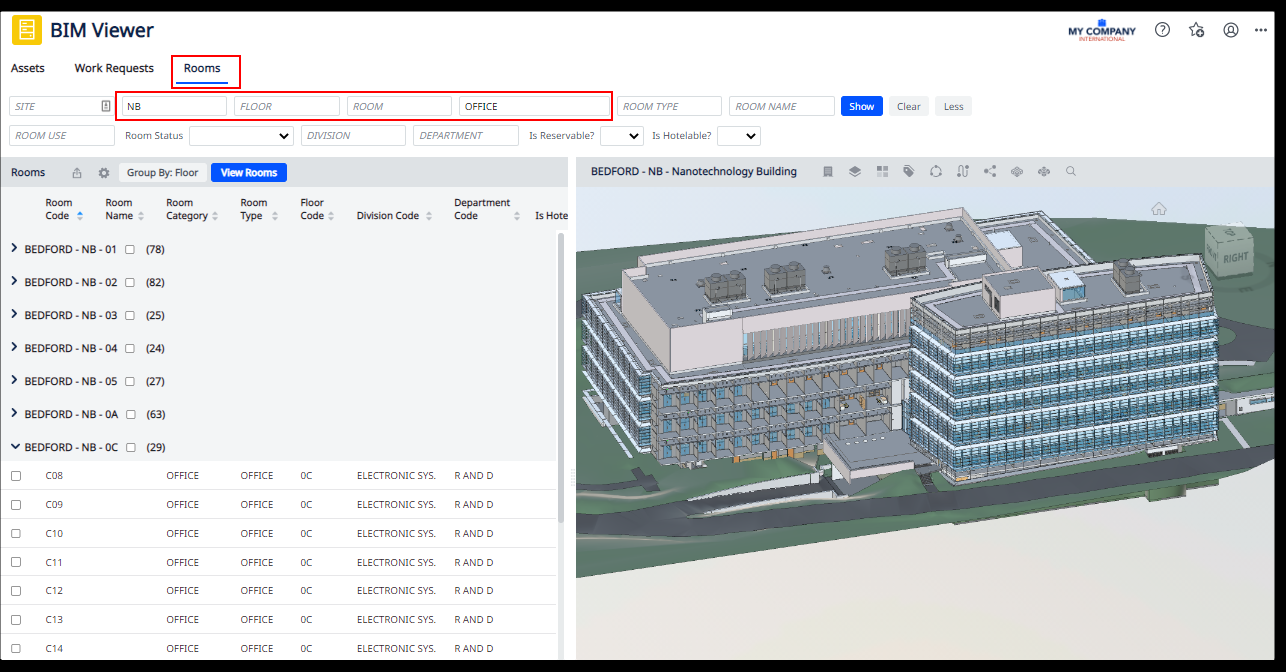 BIM Viewer
MY COMPANY
INTERNATIONAL
Assets Work Requests Rooms
SITE NB FLOOR ROOM OFFICE ROOM TYPE ROOM NAME Show Clear Less
ROOM USE Room Status DIVISION DEPARTMENT Is Reservable? Is Hotelable?
Rooms Group By: Floor View Rooms
Room Code Room Name Room Category Room Type Floor Code Division Code Department Code Is Hote
BEDFORD - NB - 01 (78)
BEDFORD - NB - 02 (82)
BEDFORD - NB - 03 (25)
BEDFORD - NB - 04 (24)
BEDFORD - NB - 05 (27)
BEDFORD - NB - 0A (63)
BEDFORD - NB - 0C (29)
C08 OFFICE OFFICE 0C ELECTRONIC SYS. R AND D
C09 OFFICE OFFICE 0C ELECTRONIC SYS. R AND D
C10 OFFICE OFFICE 0C ELECTRONIC SYS. R AND D
C11 OFFICE OFFICE 0C ELECTRONIC SYS. R AND D
C12 OFFICE OFFICE 0C ELECTRONIC SYS. R AND D
C13 OFFICE OFFICE 0C ELECTRONIC SYS. R AND D
C14 OFFICE OFFICE 0C ELECTRONIC SYS. R AND D
BEDFORD - NB - Nanotechnology Building
RIGHT